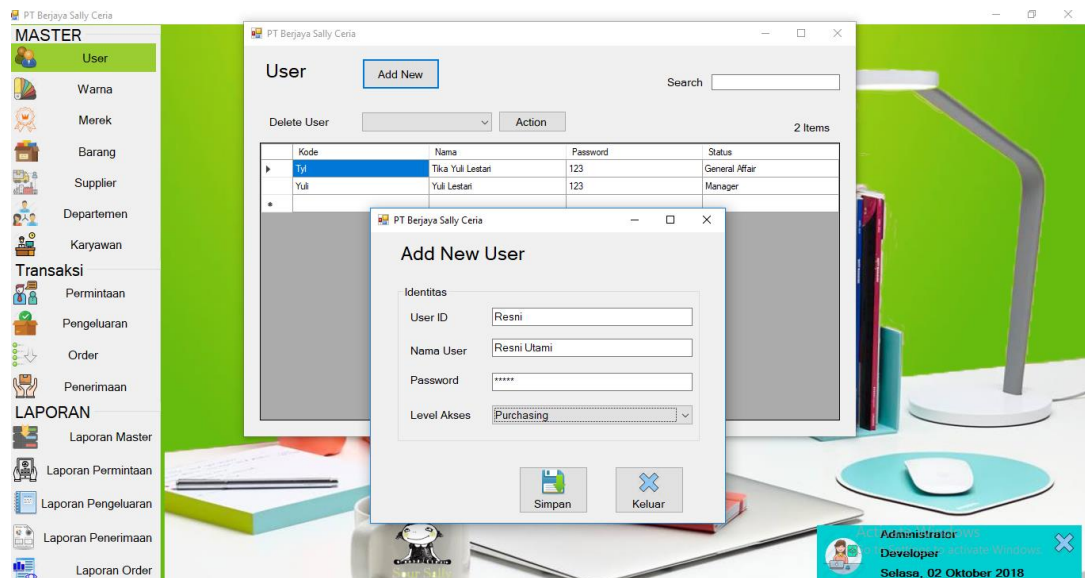 PT Berjaya Sally Ceria
MASTER
User
Warna
Merek
Barang
Supplier
Departemen
Karyawan
Transaksi
Permintaan
Pengeluaran
Order
Penerimaan
LAPORAN
Laporan Master
Laporan Permintaan
Laporan Pengeluaran
Laporan Penerimaan
Laporan Order
PT Berjaya Sally Ceria
User
Add New
Search
Delete User
Action
2 Items
Kode Nama Password Status
Tyl Tika Yuli Lestari 123 General Affair
Yuli Yuli Lestari 123 Manager
PT Berjaya Sally Ceria
Add New User
Identitas
User ID Resni
Nama User Resni Utami
Password *****
Level Akses Purchasing
Simpan Keluar
Sour Sally
Administrator
Developer
activate Windows.
Selasa, 02 Oktober 2018